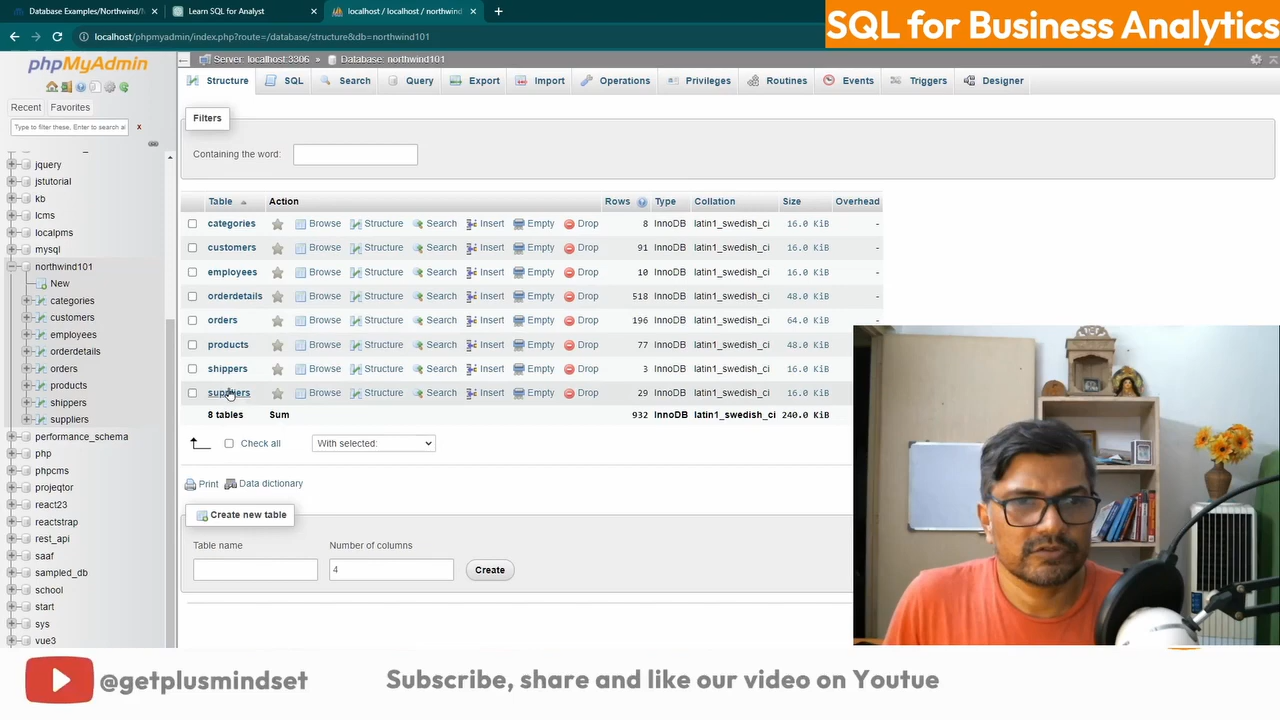 Database Examples/Northwind/
Learn SQL for Analyst
localhost / localhost / northwind
SQL for Business Analytics
localhost/phpmyadmin/index.php?route=/database/structure&db=northwind101
phpMyAdmin
Server: localhost:3306 » Database: northwind101
Structure SQL Search Query Export Import Operations Privileges Routines Events Triggers Designer
Recent Favorites
Type to filter these, Enter to search al x
jquery
jstutorial
kb
lcms
localpms
mysql
northwind101
New
categories
customers
employees
orderdetails
orders
products
shippers
suppliers
performance_schema
php
phpcms
projeqtor
react23
reactstrap
rest_api
saaf
sampled_db
school
start
sys
vue3
Filters
Containing the word:
Table Action Rows Type Collation Size Overhead
categories Browse Structure Search Insert Empty Drop 8 InnoDB latin1_swedish_ci 16.0 KiB -
customers Browse Structure Search Insert Empty Drop 91 InnoDB latin1_swedish_ci 16.0 KiB -
employees Browse Structure Search Insert Empty Drop 10 InnoDB latin1_swedish_ci 16.0 KiB -
orderdetails Browse Structure Search Insert Empty Drop 518 InnoDB latin1_swedish_ci 48.0 KiB -
orders Browse Structure Search Insert Empty Drop 196 InnoDB latin1_swedish_ci 64.0 KiB
products Browse Structure Search Insert Empty Drop 77 InnoDB latin1_swedish_ci 48.0 KiB
shippers Browse Structure Search Insert Empty Drop 3 InnoDB latin1_swedish_ci 16.0 KiB
suppliers Browse Structure Search Insert Empty Drop 29 InnoDB latin1_swedish_ci 16.0 KiB
8 tables Sum 932 InnoDB latin1_swedish_ci 240.0 KiB
Check all With selected:
Print Data dictionary
Create new table
Table name Number of columns
4 Create
@getplusmindset
Subscribe, share and like our video on Youtue